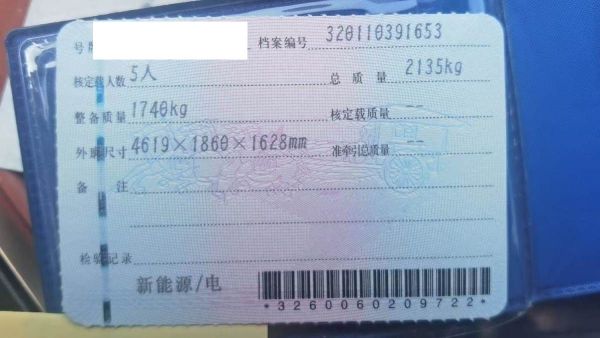 号牌 档案编号 320110391653
核定载人数 5人 总质量 2135kg
整备质量 1740kg 核定载质量 --
外廓尺寸 4619×1860×1628mm 准牵引总质量 --
备注
检验记录
新能源/电
*3260060209722*